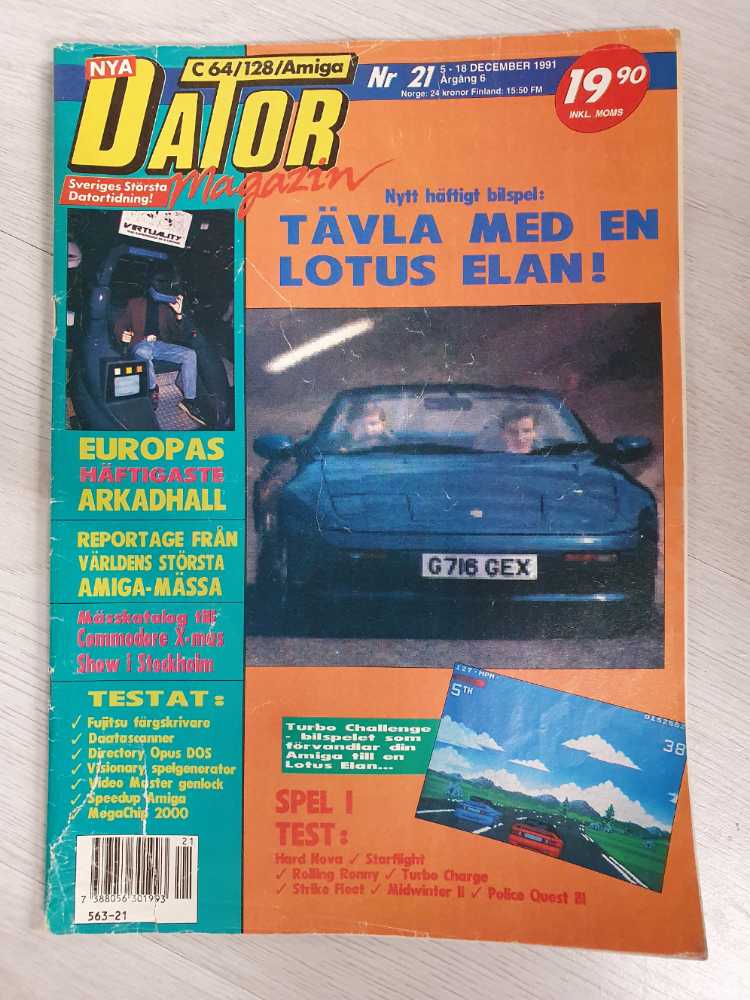 NYA
C 64/128/Amiga
DATOR
Magazin
Sveriges Största
Datortidning!
Nr 21
5 - 18 DECEMBER 1991
Årgång 6
Norge: 24 kronor Finland: 15:50 FM
19 90
INKL. MOMS
VIRTUALITY
EUROPAS
HÄFTIGASTE
ARKADHALL
REPORTAGE FRÅN
VÄRLDENS STÖRSTA
AMIGA-MÄSSA
Mässkatalog till
Commodore X-mas
Show i Stockholm
TESTAT:
✓ Fujitsu färgskrivare
✓ Daatascanner
✓ Directory Opus DOS
✓ Visionary spelgenerator
✓ Video Master genlock
✓ Speedup Amiga
✓ MegaChip 2000
21
7 388056 301993
563-21
Nytt häftigt bilspel:
TÄVLA MED EN
LOTUS ELAN!
G716 GEX
Turbo Challenge
- bilspelet som
förvandlar din
Amiga till en
Lotus Elan...
127-MPH
5TH
38
SPEL I
TEST:
Hard Nova ✓ Starflight
✓ Rolling Ronny ✓ Turbo Charge
✓ Strike Fleet ✓ Midwinter II ✓ Police Quest III